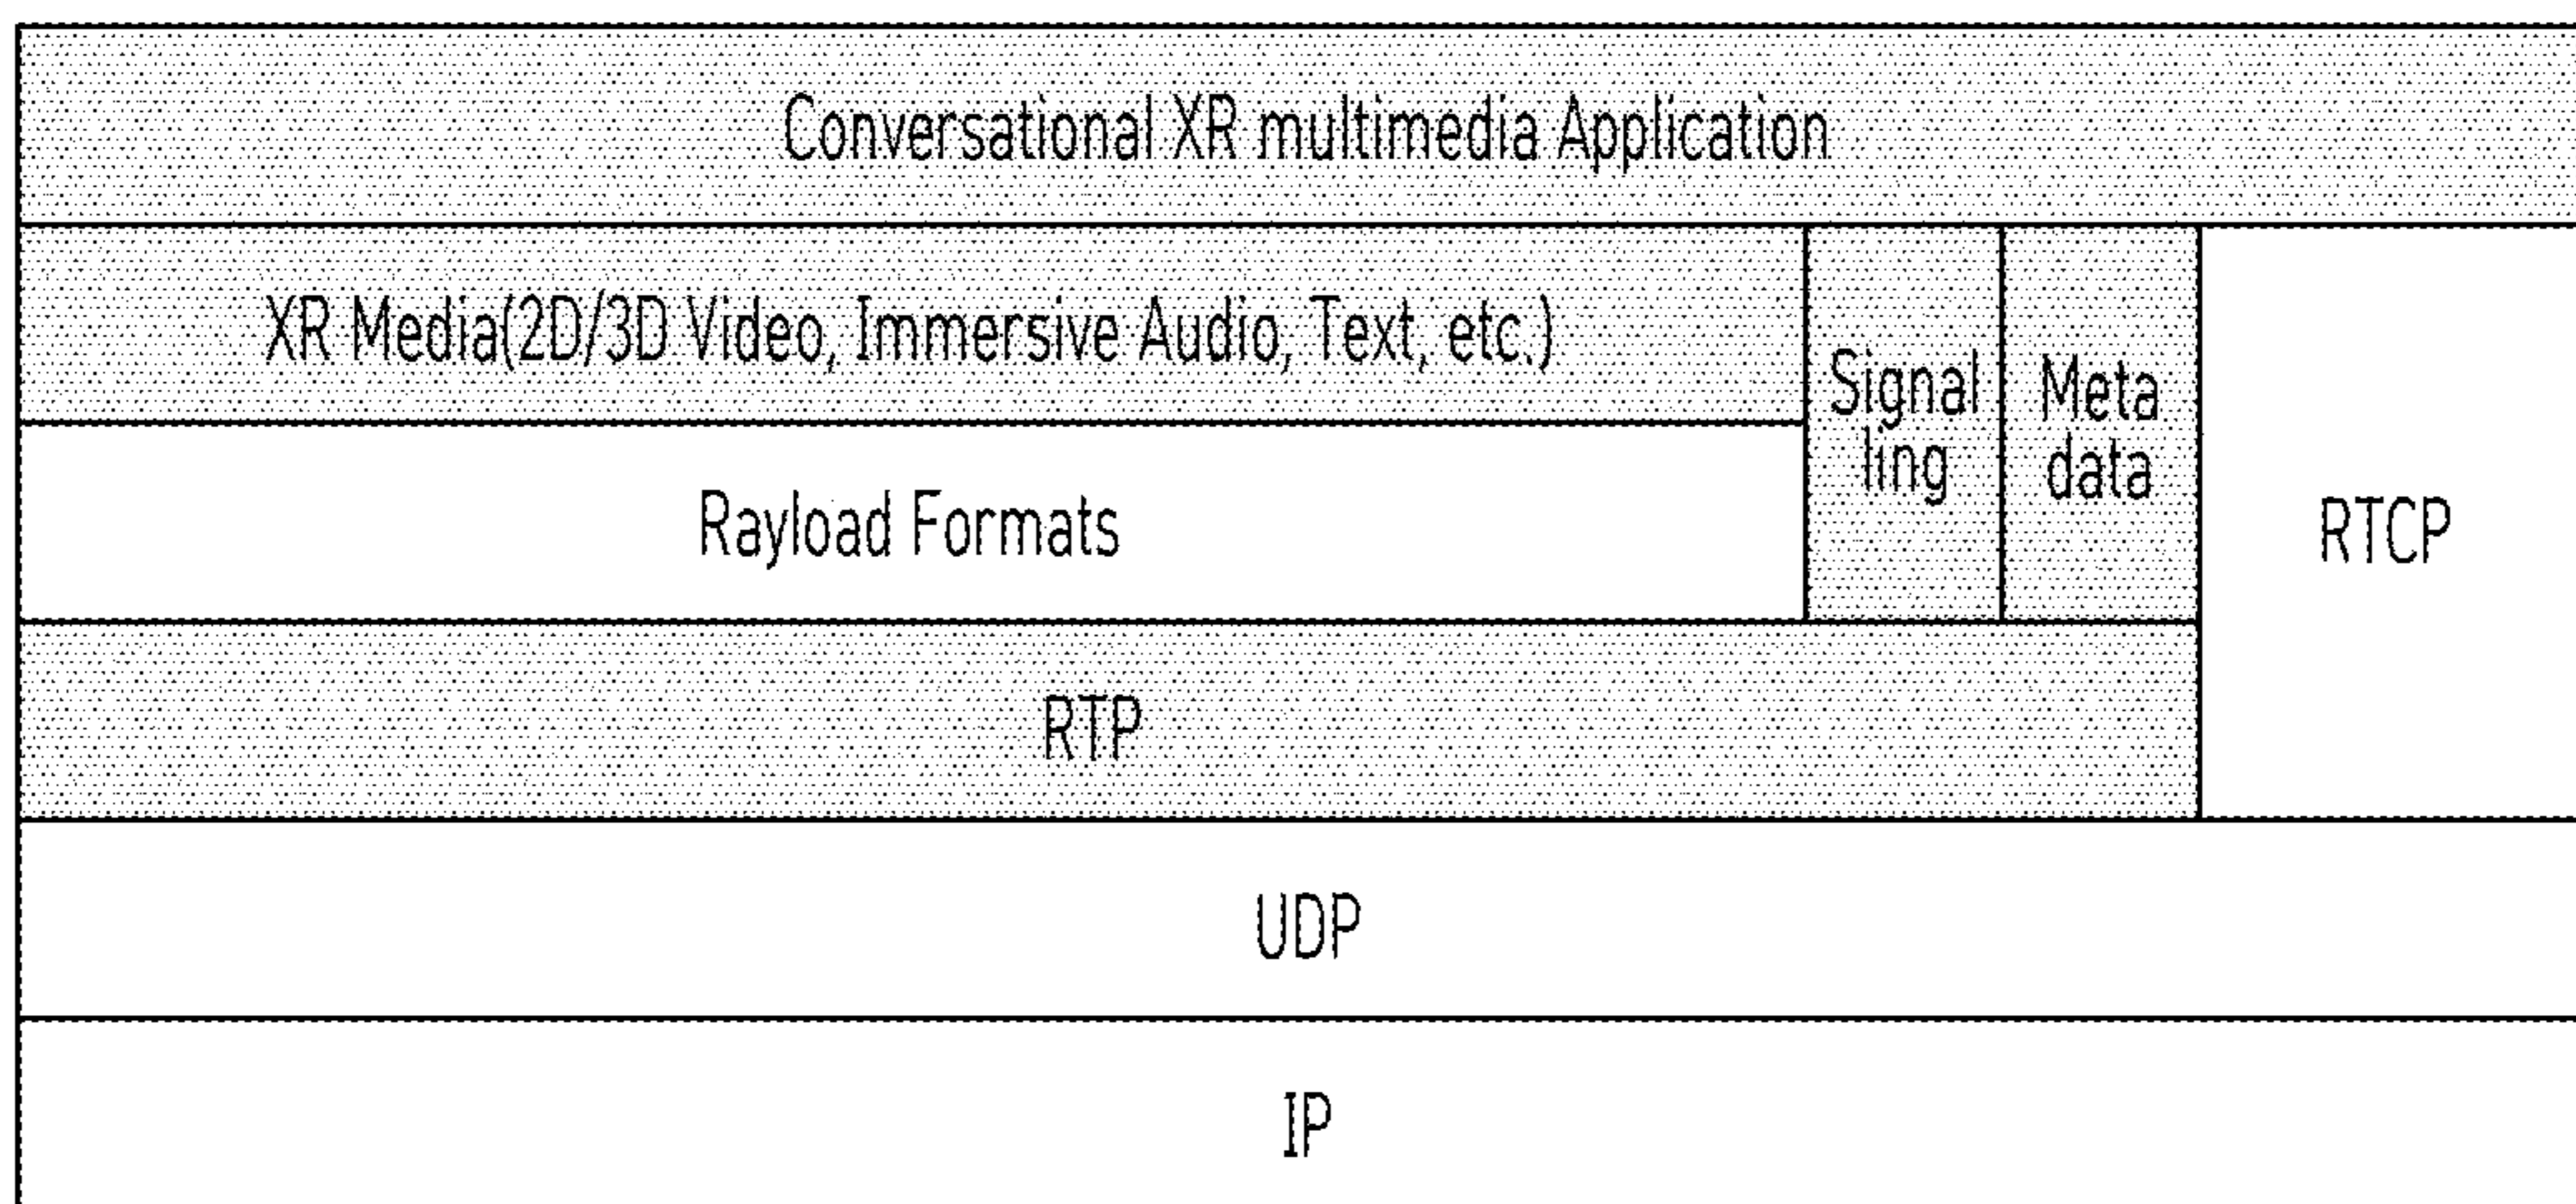 Conversational XR multimedia Application
XR Media(2D/3D Video, Immersive Audio, Text, etc.)
Signal
ling
Meta
data
Rayload Formats
RTCP
RTP
UDP
IP